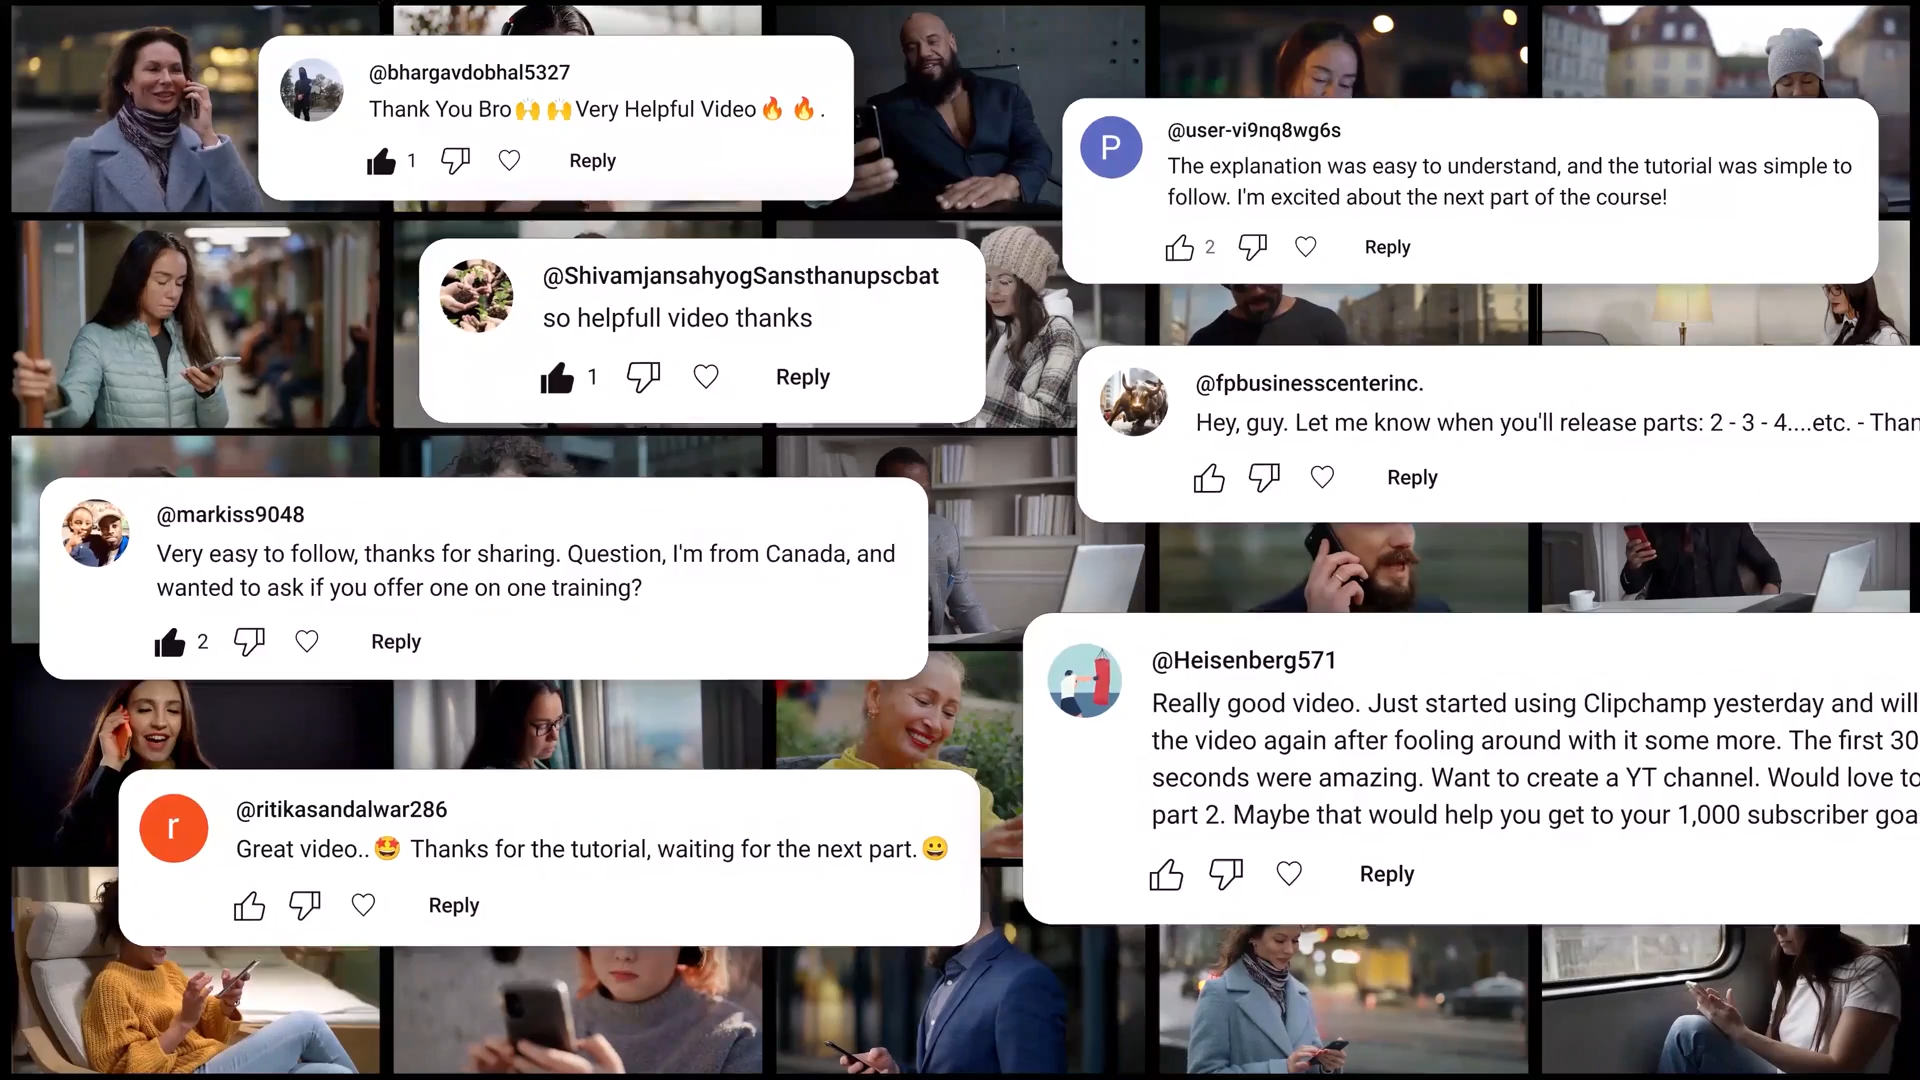 @bhargavdobhal5327
Thank You Bro🙌 🙌Very Helpful Video🔥 🔥.
1 Reply
P
@user-vi9nq8wg6s
The explanation was easy to understand, and the tutorial was simple to
follow. I'm excited about the next part of the course!
2 Reply
@ShivamjansahyogSansthanupscbat
so helpfull video thanks
1 Reply
@fpbusinesscenterinc.
Hey, guy. Let me know when you'll release parts: 2 - 3 - 4....etc. -
Reply
@markiss9048
Very easy to follow, thanks for sharing. Question, I'm from Canada, and
wanted to ask if you offer one on one training?
2 Reply
@Heisenberg571
Really good video. Just started using Clipchamp yesterday and will
the video again after fooling around with it some more. The first 30
seconds were amazing. Want to create a YT channel. Would love to
part 2. Maybe that would help you get to your 1,000 subscriber
Reply
r
@ritikasandalwar286
Great video..🤩 Thanks for the tutorial, waiting for the next part.😀
Reply